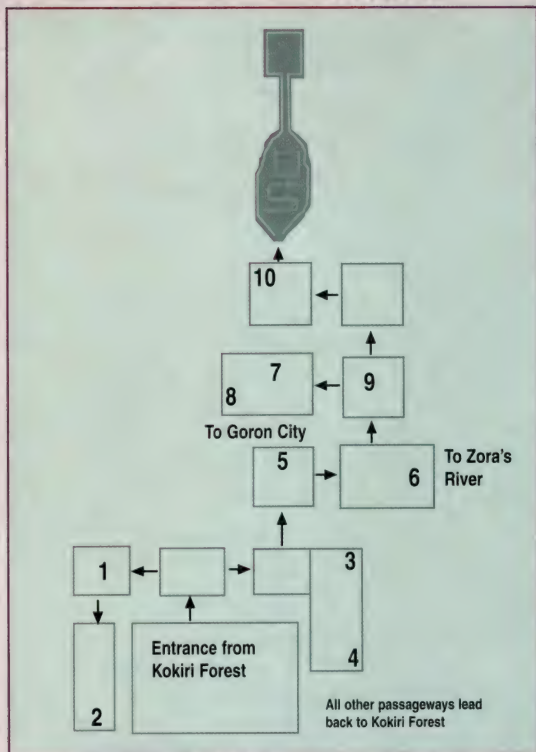 10
7
8
9
To Goron City
5
6
To Zora's
River
1
3
Entrance from
Kokiri Forest
4
2
All other passageways lead
back to Kokiri Forest